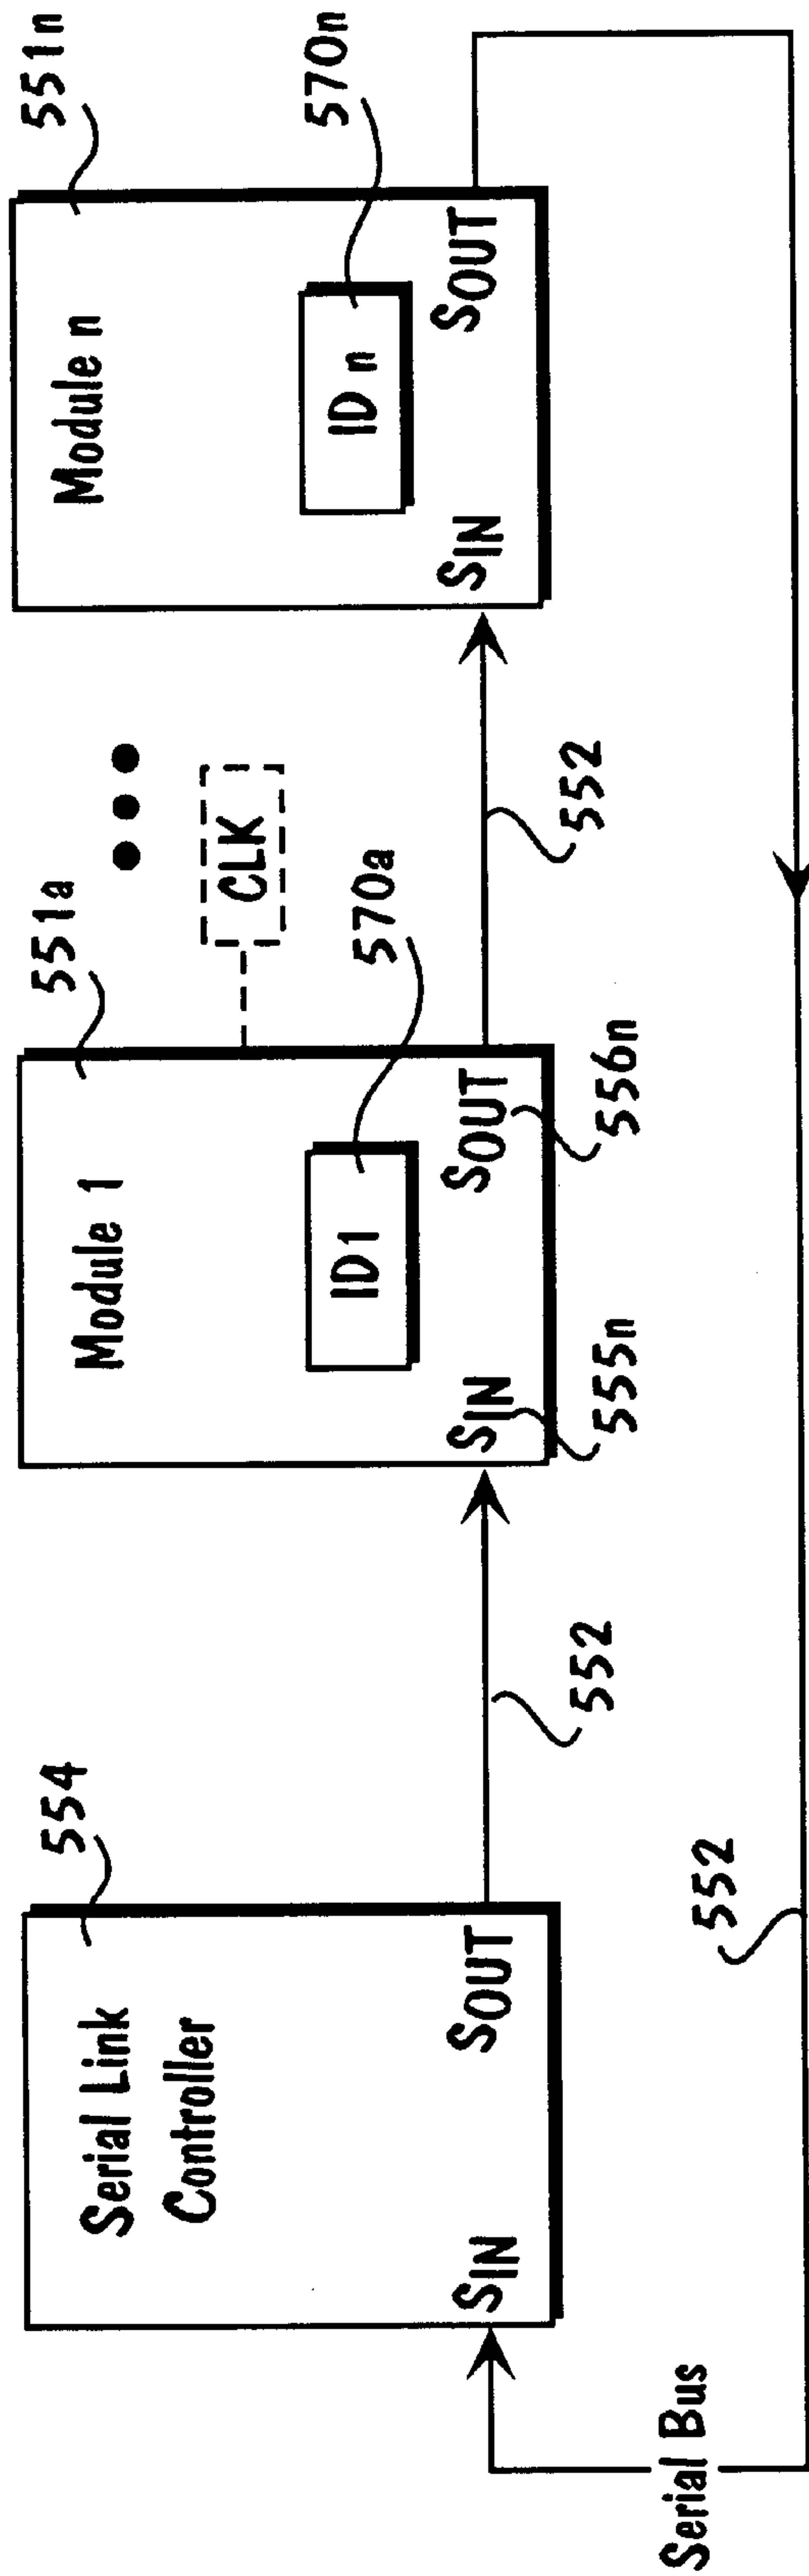 554
Serial Link
Controller
SIN
SOUT
552
551a
Module 1
ID1
570a
SIN
SOUT
555n
556n
CLK
552
551n
Module n
ID n
570n
SIN
SOUT
552
Serial Bus